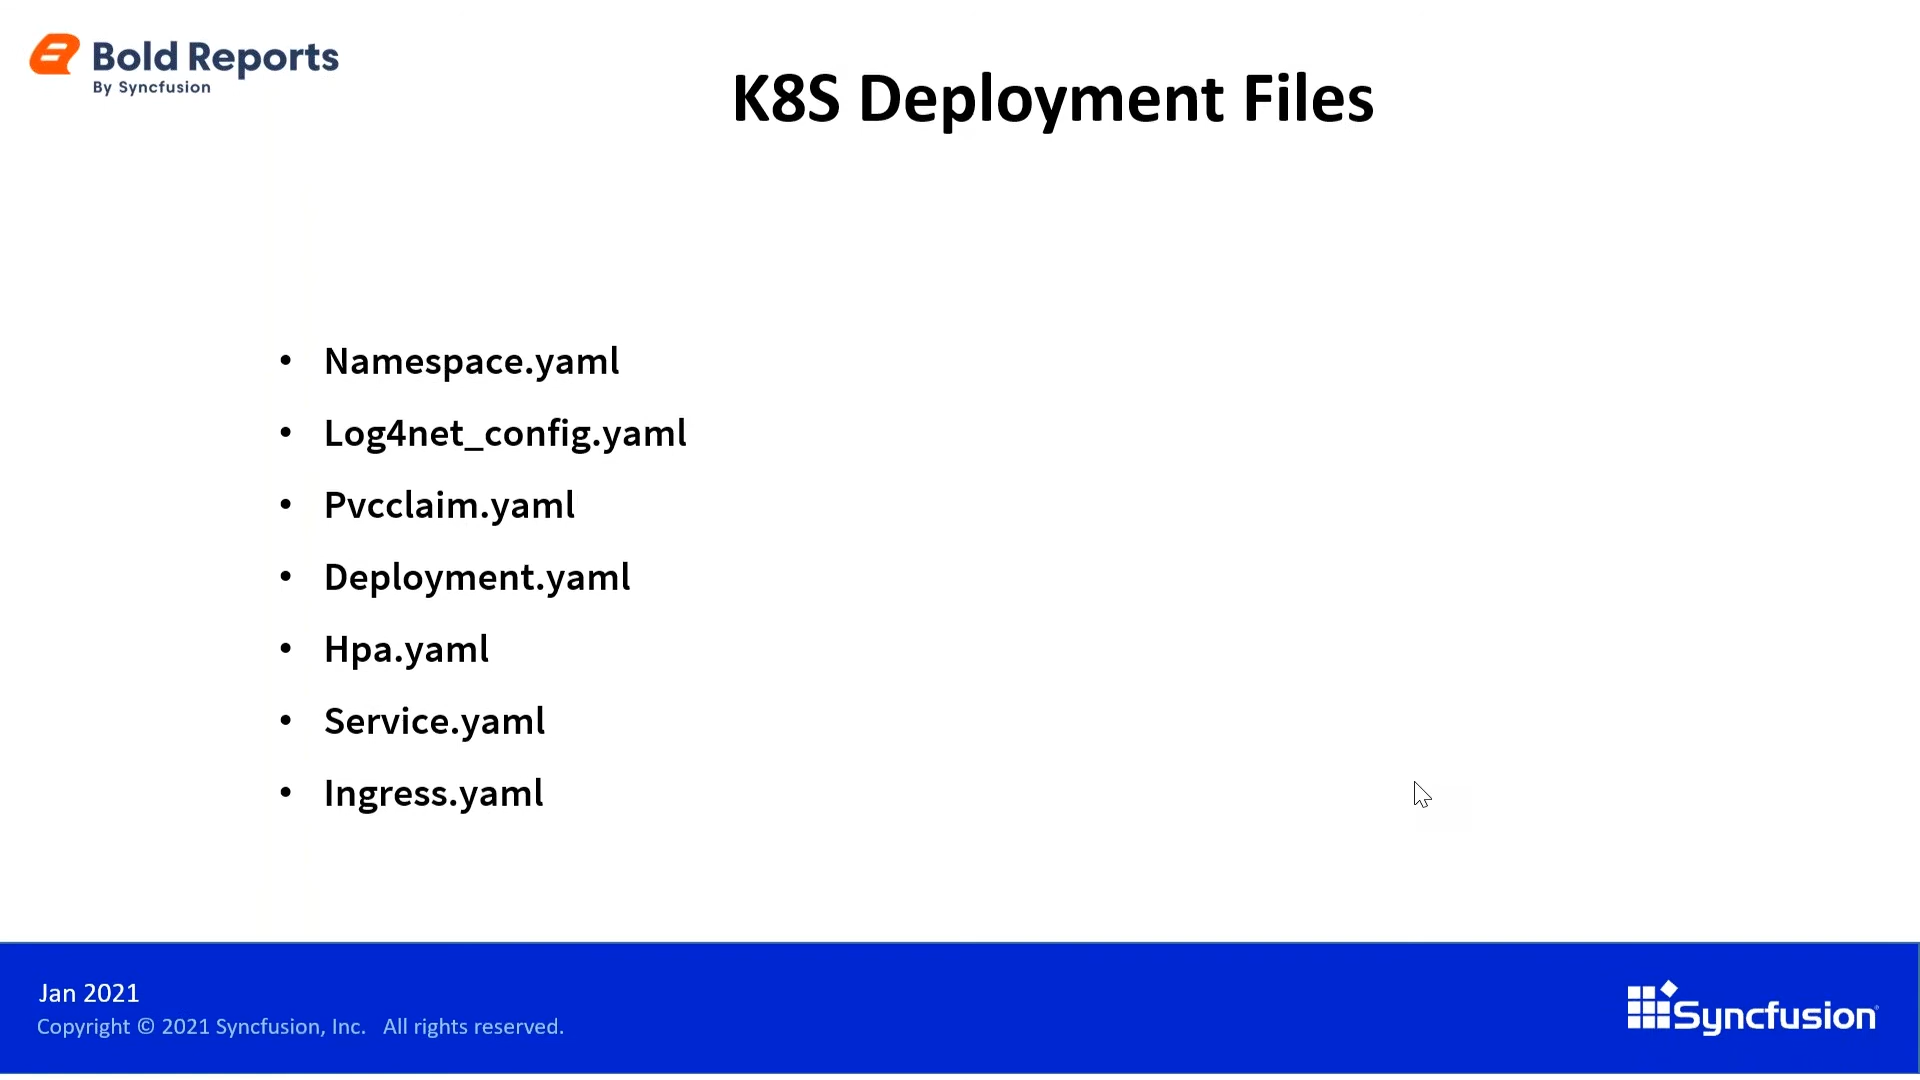 Bold Reports
By Syncfusion
K8S Deployment Files
• Namespace.yaml
• Log4net_config.yaml
• Pvcclaim.yaml
• Deployment.yaml
• Hpa.yaml
• Service.yaml
• Ingress.yaml
Jan 2021
Copyright © 2021 Syncfusion, Inc. All rights reserved.
Syncfusion®